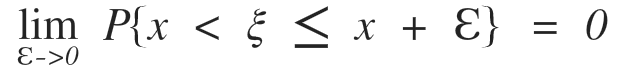 lim P{x < ξ ≤ x + Ɛ} = 0
Ɛ->0